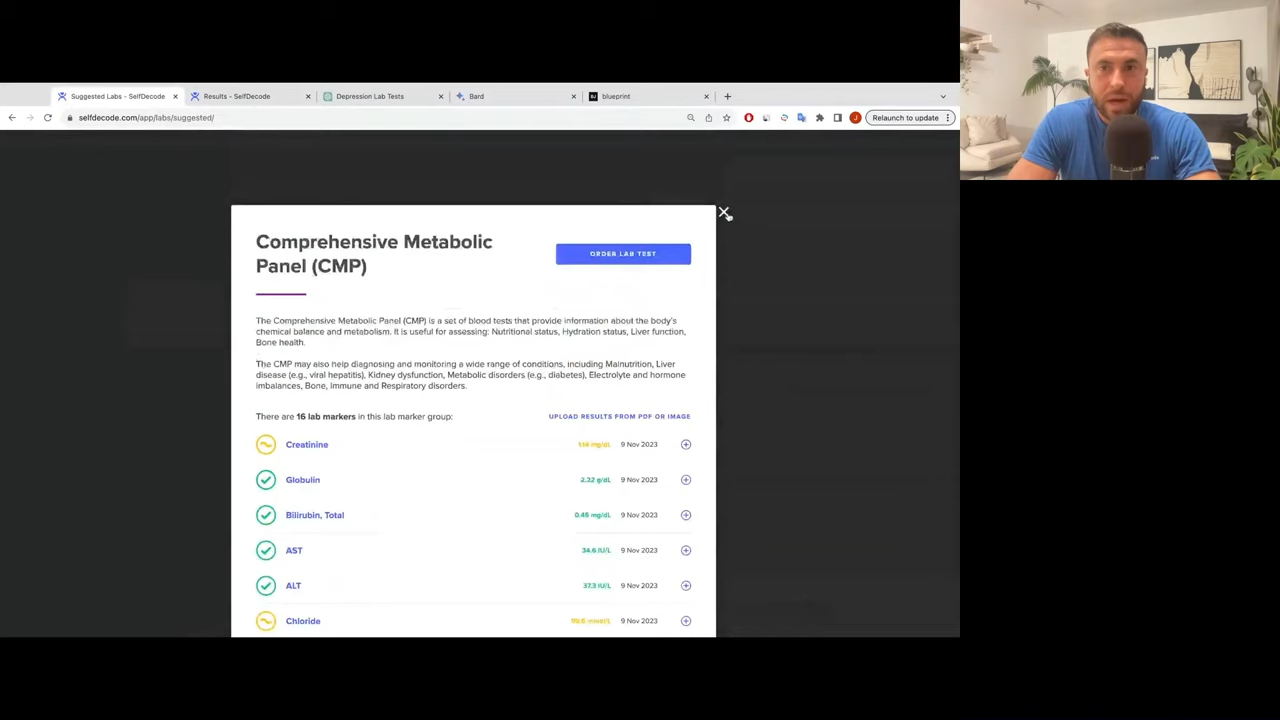 Suggested Labs - SelfDecode
Results - SelfDecode
Depression Lab Tests
Bard
blueprint
selfdecode.com/app/labs/suggested/
J
Relaunch to update
Comprehensive Metabolic
Panel (CMP)
ORDER LAB TEST
The Comprehensive Metabolic Panel (CMP) is a set of blood tests that provide information about the body's
chemical balance and metabolism. It is useful for assessing: Nutritional status, Hydration status, Liver function,
Bone health.
The CMP may also help diagnosing and monitoring a wide range of conditions, including Malnutrition, Liver
disease (e.g., viral hepatitis), Kidney dysfunction, Metabolic disorders (e.g., diabetes), Electrolyte and hormone
imbalances, Bone, Immune and Respiratory disorders.
There are 16 lab markers in this lab marker group:
UPLOAD RESULTS FROM PDF OR IMAGE
Creatinine 1.14 mg/dL 9 Nov 2023
Globulin 2.32 g/dL 9 Nov 2023
Bilirubin, Total 0.46 mg/dL 9 Nov 2023
AST 34.6 IU/L 9 Nov 2023
ALT 37.3 IU/L 9 Nov 2023
Chloride 9 Nov 2023